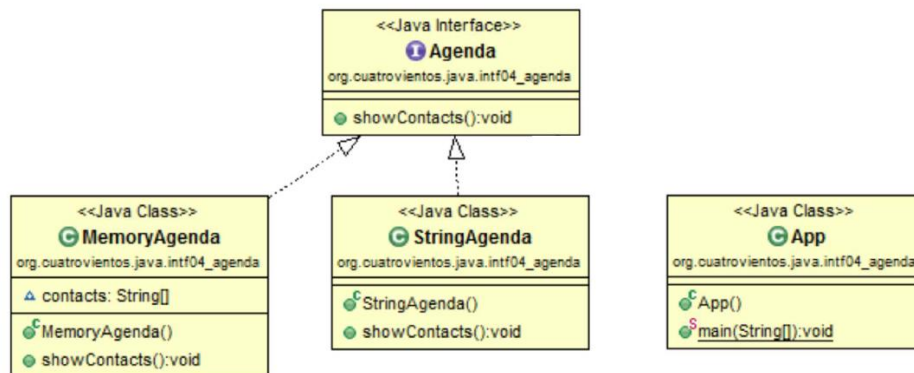 <<Java Interface>>
Agenda
org.cuatrovientos.java.intf04_agenda
showContacts():void
<<Java Class>>
MemoryAgenda
org.cuatrovientos.java.intf04_agenda
contacts: String[]
MemoryAgenda()
showContacts():void
<<Java Class>>
StringAgenda
org.cuatrovientos.java.intf04_agenda
StringAgenda()
showContacts():void
<<Java Class>>
App
org.cuatrovientos.java.intf04_agenda
App()
main(String[]):void